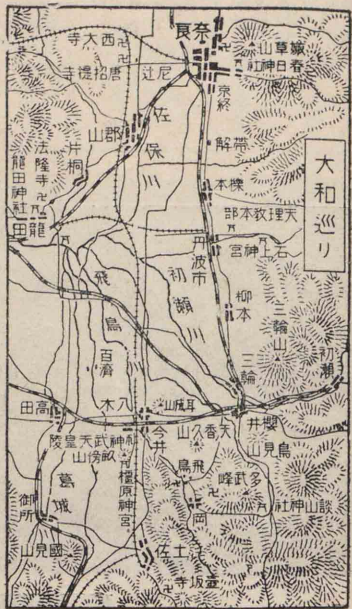 大和巡り
奈良
西大寺
嫩草山
春日神社
唐招提寺
尼辻
京終
佐保川
郡山
帯解
片桐
法隆寺
龍田神社
龍田
櫟本
天理教本部
石上神宮
丹波市
初瀬川
飛鳥
柳本
三輪山
初瀬
三輪
百濟
高田
八木
耳成山
櫻井
今井
天香久山
鳥見山
神武天皇陵
畝傍山
橿原神宮
飛鳥
多武峰
談山神社
岡
葛城
御所
國見山
土佐
壺坂寺